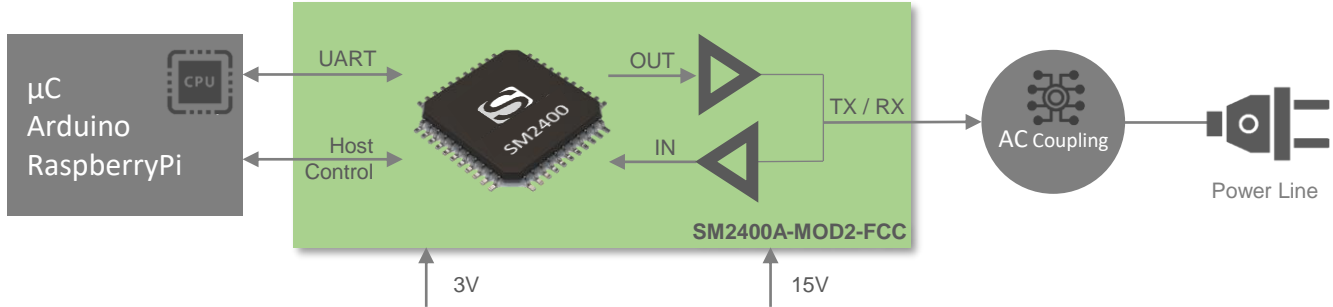 µC
Arduino
RaspberryPi
CPU
UART
Host
Control
S
SM2400
OUT
IN
TX / RX
SM2400A-MOD2-FCC
3V
15V
AC Coupling
Power Line